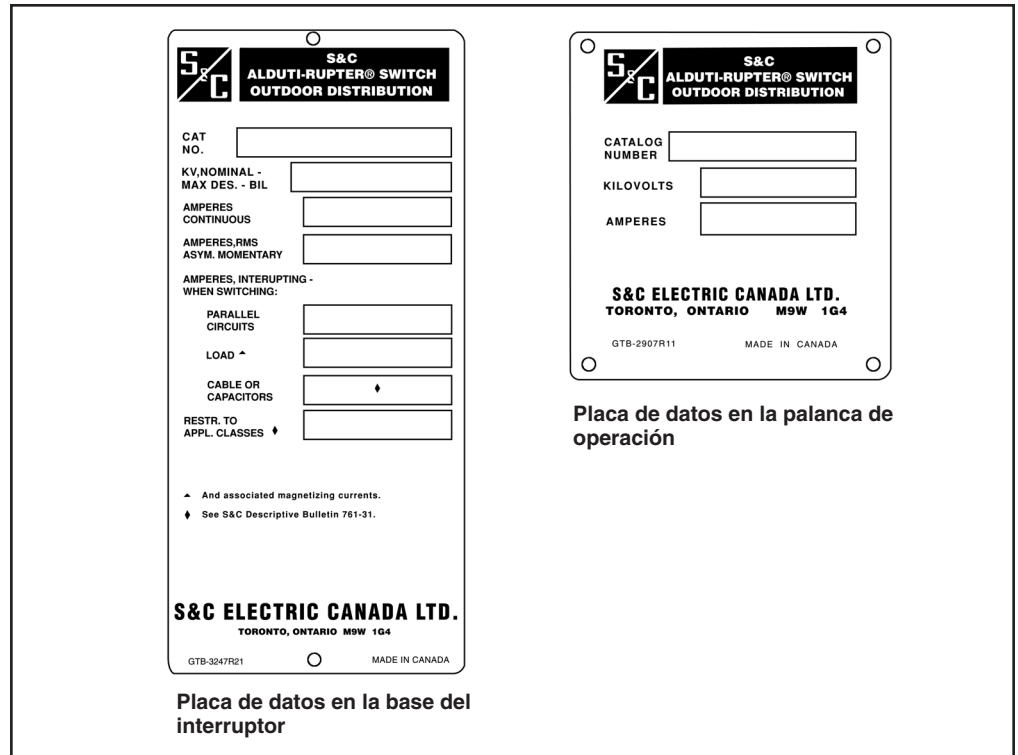 S&C
S&C
ALDUTI-RUPTER® SWITCH
OUTDOOR DISTRIBUTION
CAT
NO.
KV,NOMINAL -
MAX DES. - BIL
AMPERES
CONTINUOUS
AMPERES,RMS
ASYM. MOMENTARY
AMPERES, INTERUPTING -
WHEN SWITCHING:
PARALLEL
CIRCUITS
LOAD
CABLE OR
CAPACITORS
♦
RESTR. TO
APPL. CLASSES ♦
And associated magnetizing currents.
♦ See S&C Descriptive Bulletin 761-31.
S&C ELECTRIC CANADA LTD.
TORONTO, ONTARIO M9W 1G4
GTB-3247R21 MADE IN CANADA
Placa de datos en la base del
interruptor
S&C
S&C
ALDUTI-RUPTER® SWITCH
OUTDOOR DISTRIBUTION
CATALOG
NUMBER
KILOVOLTS
AMPERES
S&C ELECTRIC CANADA LTD.
TORONTO, ONTARIO M9W 1G4
GTB-2907R11 MADE IN CANADA
Placa de datos en la palanca de
operación